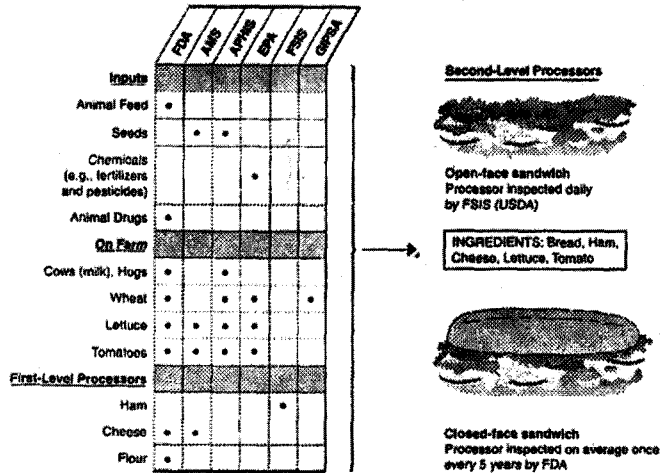 FDA AMS APHIS EPA FSIS GIPSA
Inputs
Animal Feed
Seeds
Chemicals
(e.g., fertilizers
and pesticides)
Animal Drugs
On Farm
Cows (milk), Hogs
Wheat
Lettuce
Tomatoes
First-Level Processors
Ham
Cheese
Flour
Second-Level Processors
Open-face sandwich
Processor inspected daily
by FSIS (USDA)
INGREDIENTS: Bread, Ham,
Cheese, Lettuce, Tomato
Closed-face sandwich
Processor inspected on average once
every 5 years by FDA